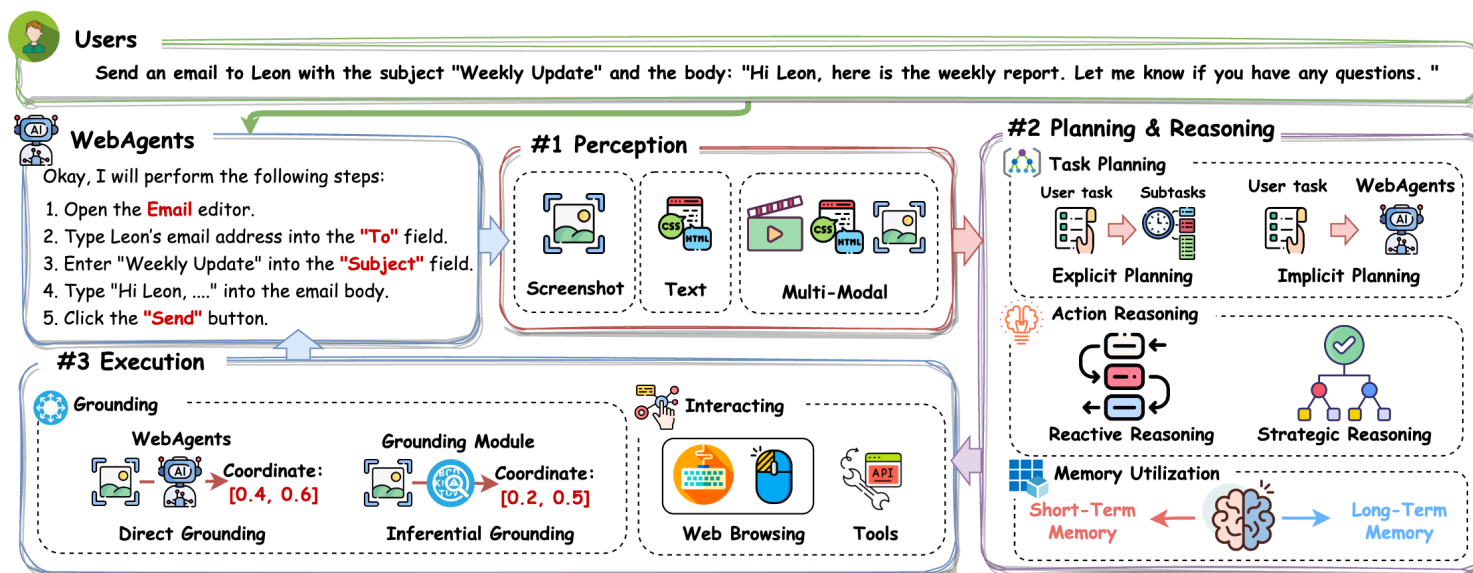 Users
Send an email to Leon with the subject "Weekly Update" and the body: "Hi Leon, here is the weekly report. Let me know if you have any questions. "
WebAgents
Okay, I will perform the following steps:
1. Open the Email editor.
2. Type Leon's email address into the "To" field.
3. Enter "Weekly Update" into the "Subject" field.
4. Type "Hi Leon, ...." into the email body.
5. Click the "Send" button.
#1 Perception
CSS
HTML
CSS
HTML
Screenshot
Text
Multi-Modal
#2 Planning & Reasoning
Task Planning
User task
Subtasks
User task
WebAgents
AI
Explicit Planning
Implicit Planning
Action Reasoning
Reactive Reasoning
Strategic Reasoning
Memory Utilization
Short-Term
Memory
Long-Term
Memory
#3 Execution
Grounding
WebAgents
AI
Coordinate:
[0.4, 0.6]
Direct Grounding
Grounding Module
Coordinate:
[0.2, 0.5]
Inferential Grounding
Interacting
API
Web Browsing
Tools
AI